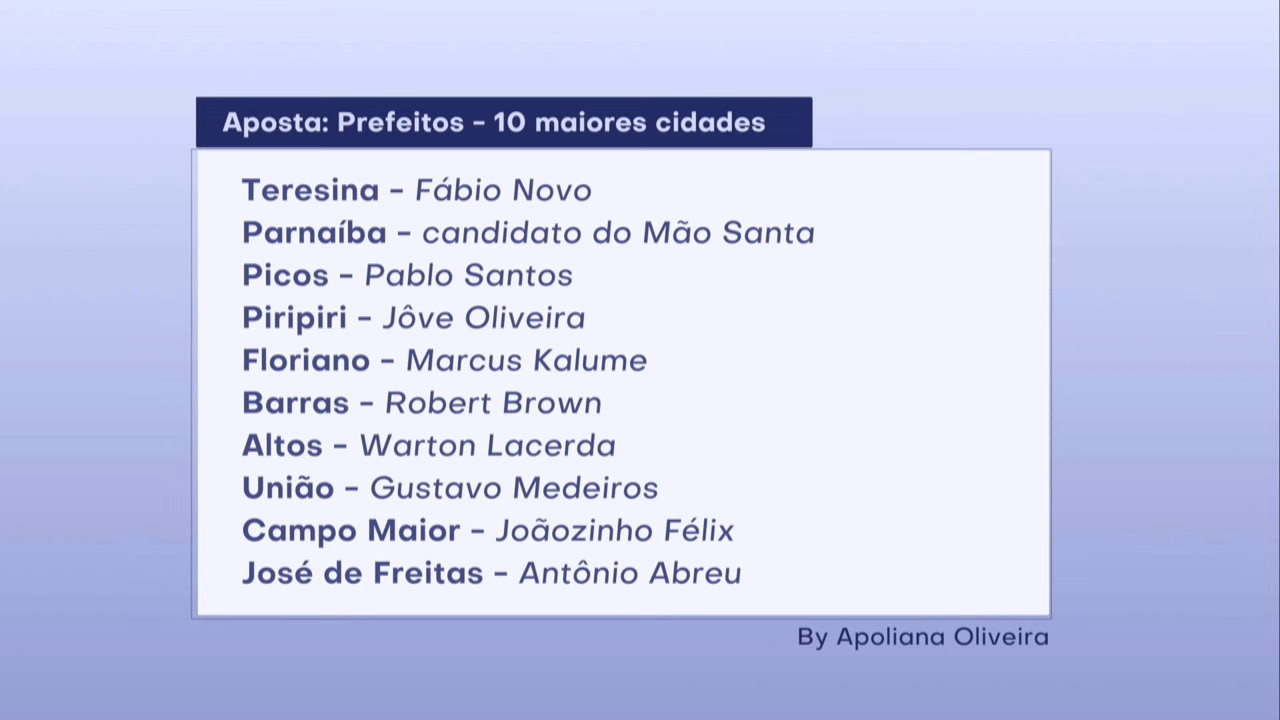 Aposta: Prefeitos - 10 maiores cidades
Teresina - Fábio Novo
Parnaíba - candidato do Mão Santa
Picos - Pablo Santos
Piripiri - Jôve Oliveira
Floriano - Marcus Kalume
Barras - Robert Brown
Altos - Warton Lacerda
União - Gustavo Medeiros
Campo Maior - Joãozinho Félix
José de Freitas - Antônio Abreu
By Apoliana Oliveira